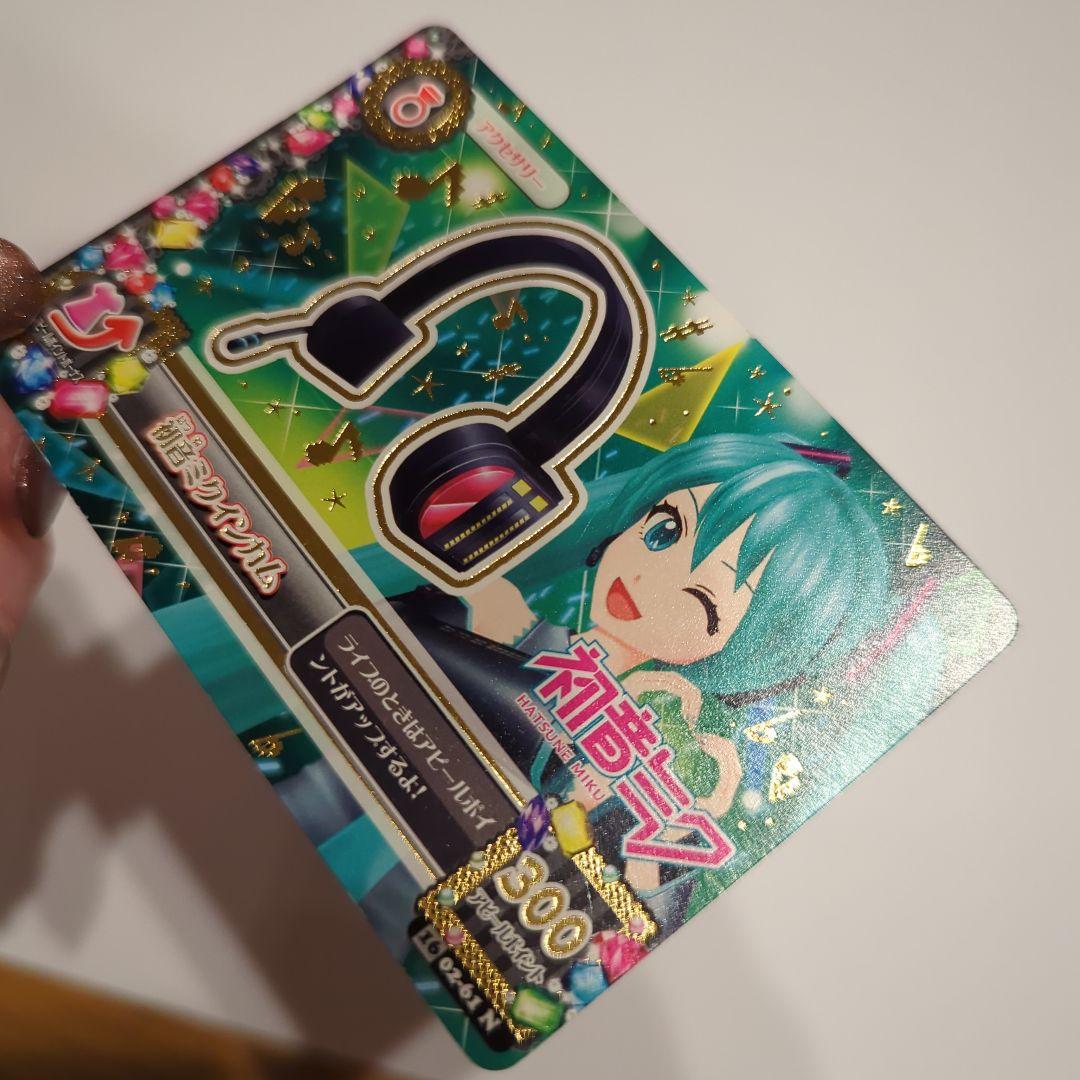 アクセサリー
初音ミクインカム
ライブのときはアピールポイ
ントがアップするよ!
初音ミク
HATSUNE MIKU
300
アピールポイント
16 02-61 N